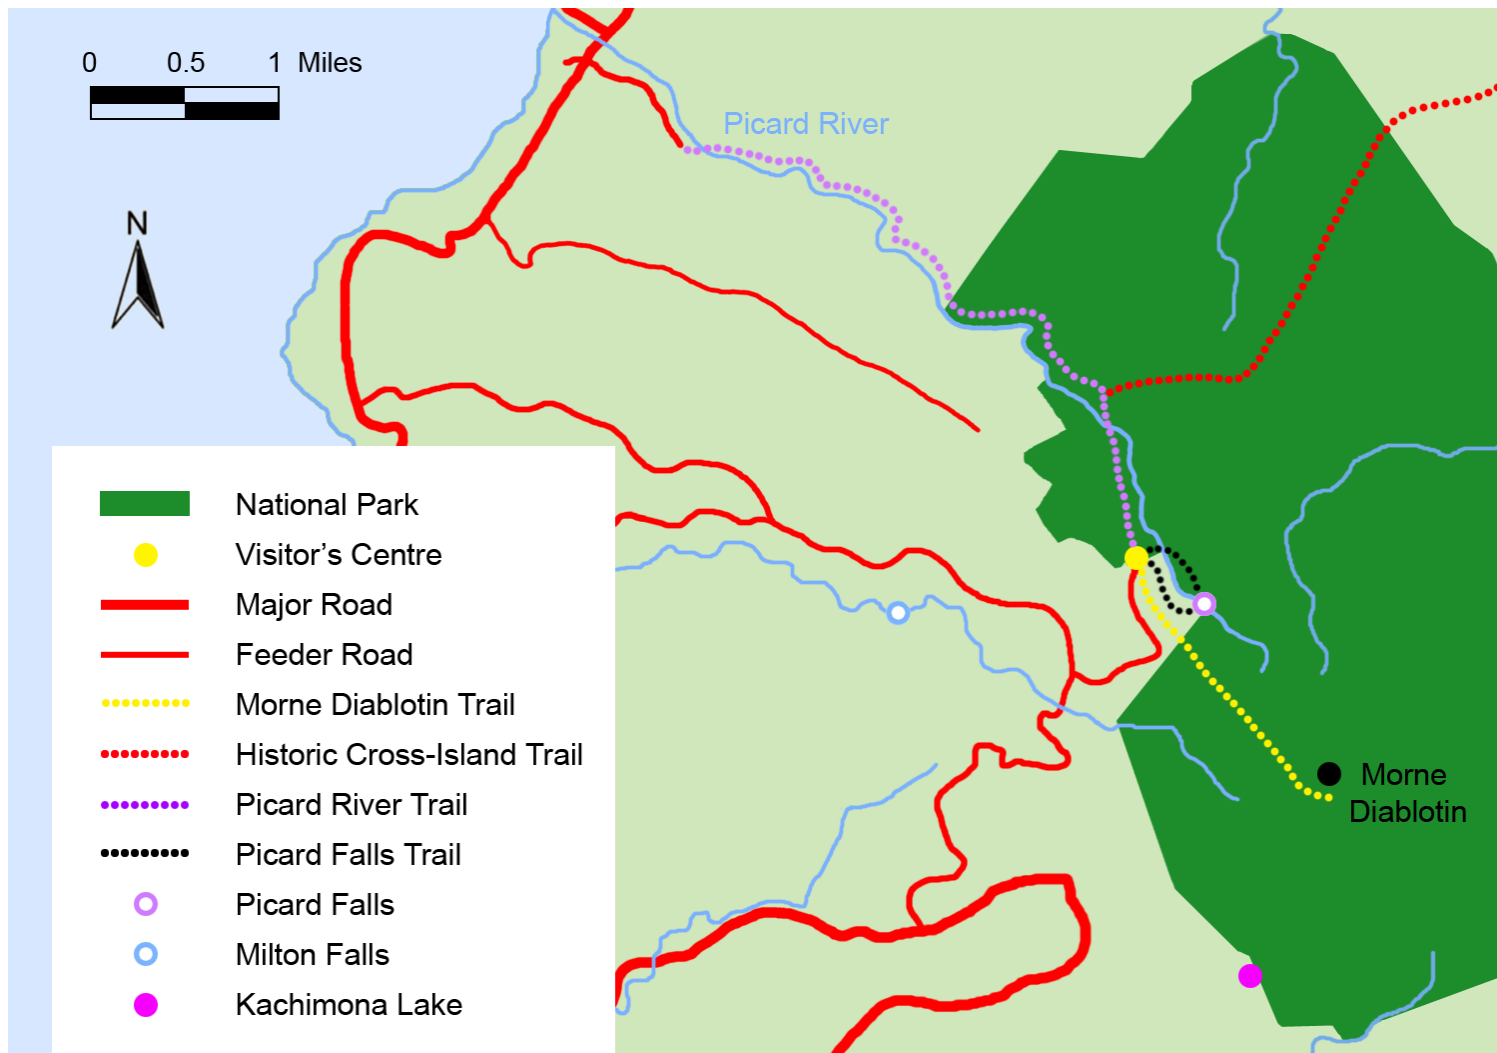 0 0.5 1 Miles
Picard River
N
National Park
Visitor's Centre
Major Road
Feeder Road
Morne Diablotin Trail
Historic Cross-Island Trail
Picard River Trail
Picard Falls Trail
Picard Falls
Milton Falls
Kachimona Lake
Morne
Diablotin